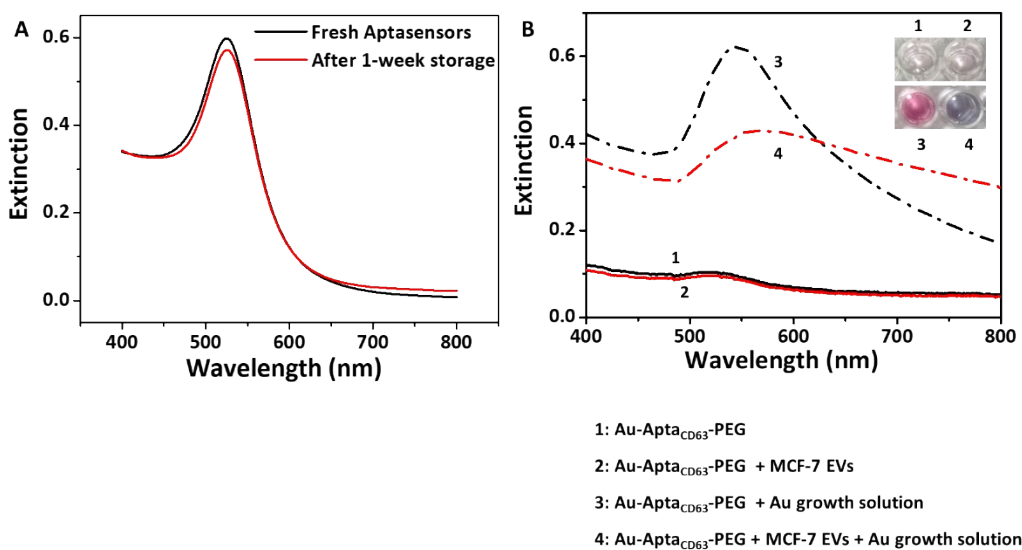 A
Fresh Aptasensors
After 1-week storage
Extinction
0.6
0.4
0.2
0.0
400 500 600 700 800
Wavelength (nm)
B
Extinction
0.6
0.4
0.2
0.0
400 500 600 700 800
Wavelength (nm)
1 2
3 4
3
4
1
2
1: Au-AptaCD63-PEG
2: Au-AptaCD63-PEG + MCF-7 EVs
3: Au-AptaCD63-PEG + Au growth solution
4: Au-AptaCD63-PEG + MCF-7 EVs + Au growth solution